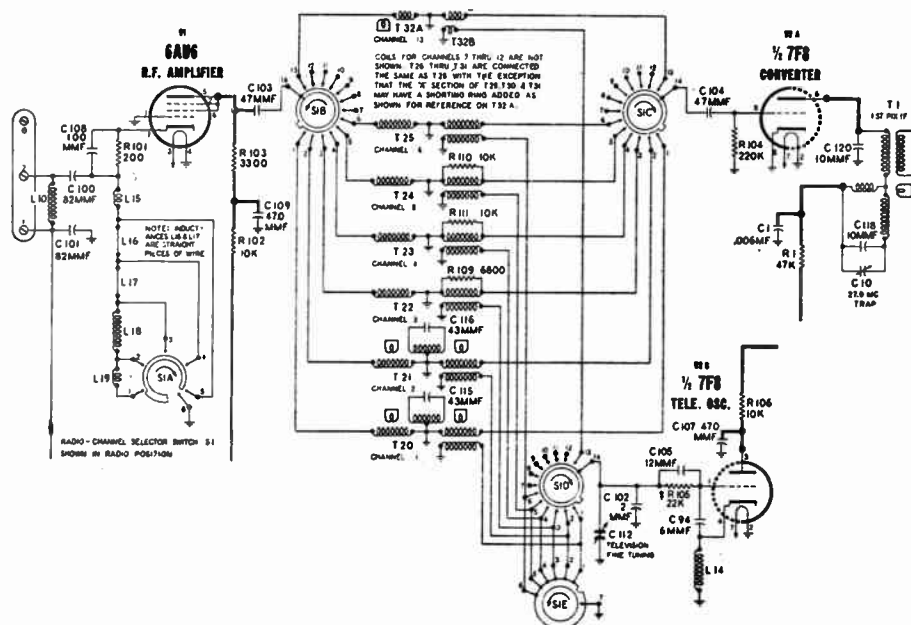 V1
6AU6
R.F. AMPLIFIER
C108
100
MMF
R101
200
C100
82MMF
L10
C101
82MMF
L15
NOTE: INDUCT-
ANCES L16 & L17
ARE STRAIGHT
PIECES OF WIRE
L16
L17
L18
L19
S1A
RADIO-CHANNEL SELECTOR SWITCH S1
SHOWN IN RADIO POSITION
C103
47MMF
R103
3300
C109
470
MMF
R102
10K
S1B
T32A
CHANNEL 13
T32B
COILS FOR CHANNELS 7 THRU 12 ARE NOT
SHOWN. T26 THRU T31 ARE CONNECTED
THE SAME AS T25 WITH THE EXCEPTION
THAT THE "A" SECTION OF T29, T30 & T31
MAY HAVE A SHORTING RING ADDED AS
SHOWN FOR REFERENCE ON T32A.
T25
CHANNEL 6
R110 10K
T24
CHANNEL 5
R111 10K
T23
CHANNEL 4
R109 6800
T22
CHANNEL 3
C116
43MMF
T21
CHANNEL 2
C115
43MMF
T20
CHANNEL 1
S1C
C104
47MMF
V2 A
½ 7F8
CONVERTER
R104
220K
T1
1ST PIX IF
C120
10MMF
C1
.006MF
R1
47K
C118
10MMF
C10
27.9 MC
TRAP
V2 B
½ 7F8
TELE. OSC.
R106
10K
C107 470
MMF
C105
12MMF
R105
22K
C94
6MMF
L14
C102
2
MMF
C112
TELEVISION
FINE TUNING
S1D
S1E